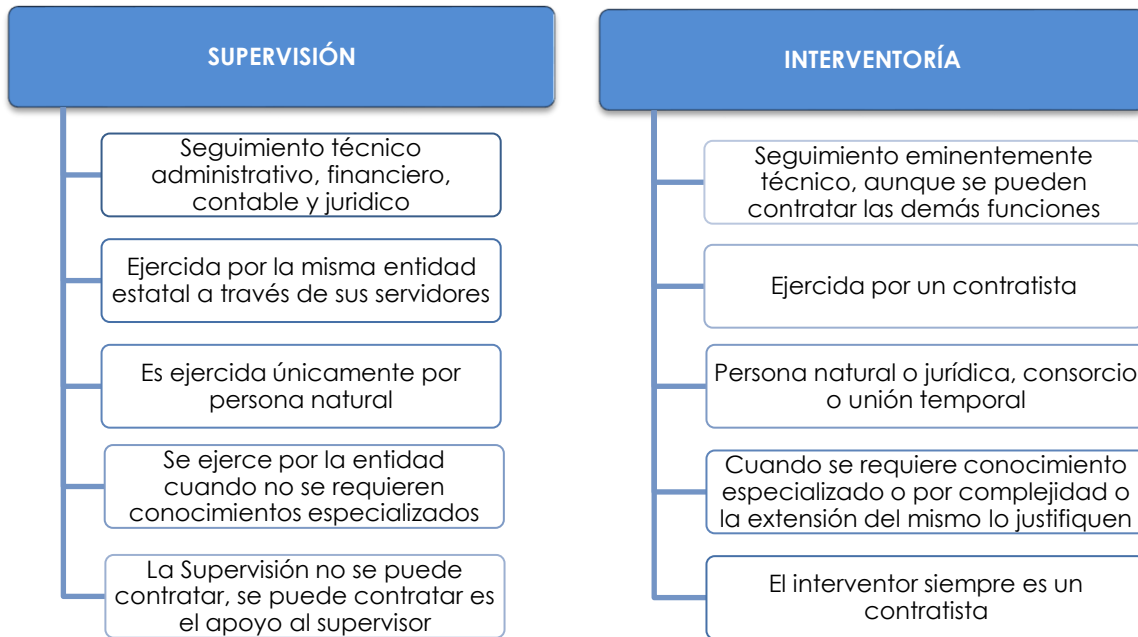 SUPERVISIÓN
Seguimiento técnico
administrativo, financiero,
contable y juridico
Ejercida por la misma entidad
estatal a través de sus servidores
Es ejercida únicamente por
persona natural
Se ejerce por la entidad
cuando no se requieren
conocimientos especializados
La Supervisión no se puede
contratar, se puede contratar es
el apoyo al supervisor
INTERVENTORÍA
Seguimiento eminentemente
técnico, aunque se pueden
contratar las demás funciones
Ejercida por un contratista
Persona natural o jurídica, consorcio
o unión temporal
Cuando se requiere conocimiento
especializado o por complejidad o
la extensión del mismo lo justifiquen
El interventor siempre es un
contratista